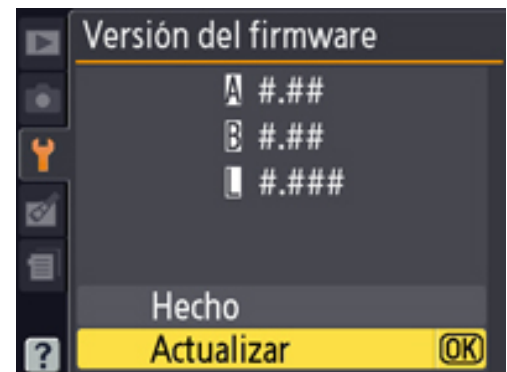 Versión del firmware
A #.##
B #.##
L #.###
Hecho
Actualizar OK
?